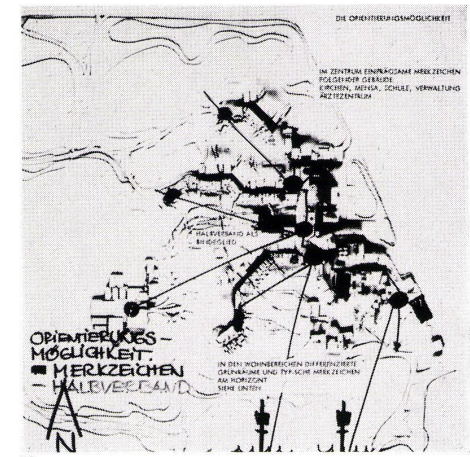 DIE ORIENTIERUNGSMÖGLICHKEIT
IM ZENTRUM EINPRÄGSAME MERKZEICHEN
FOLGENDER GEBÄUDE
KIRCHEN, MENSA, SCHULE, VERWALTUNG
ÄRZTEZENTRUM
HALBVERBAND ALS
BINDEGLIED
ORIENTIERUNGS-
MÖGLICHKEIT.
MERKZEICHEN
HALBVERBAND
IN DEN WOHNBEREICHEN DIFFERENZIERTE
GRÜNRÄUME UND TYPISCHE MERKZEICHEN
AM HORIZONT
SIEHE UNTEN
N